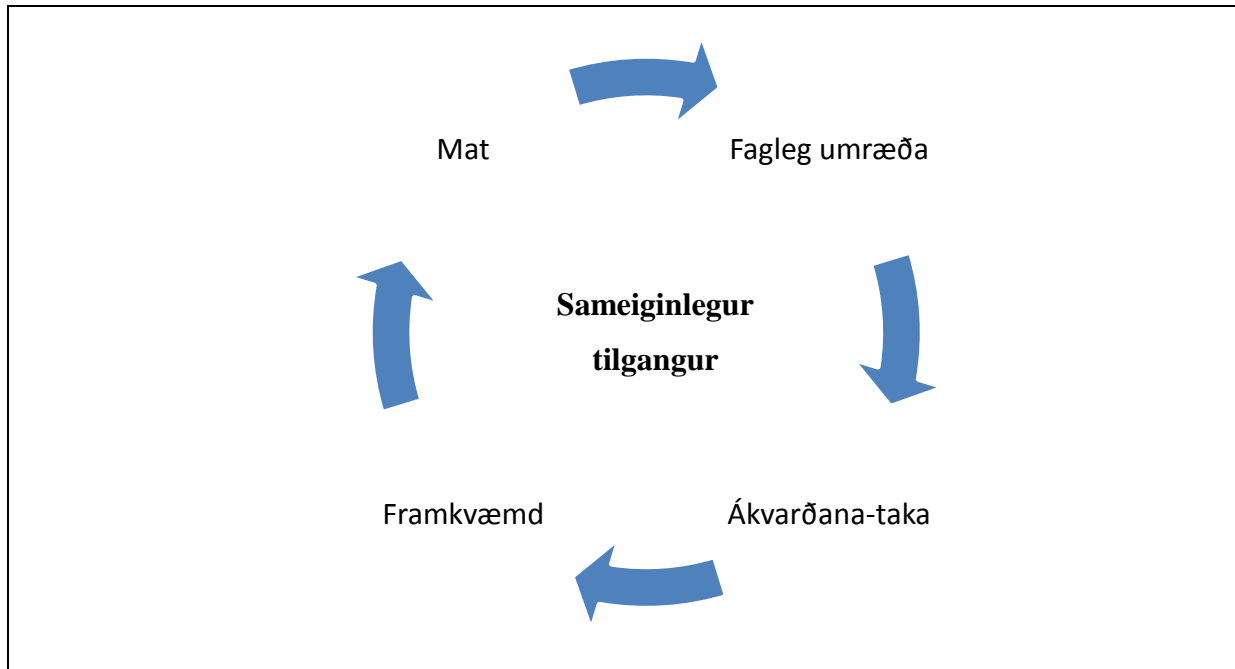 Mat
Fagleg umræða
Sameiginlegur
tilgangur
Framkvæmd
Ákvarðana-taka